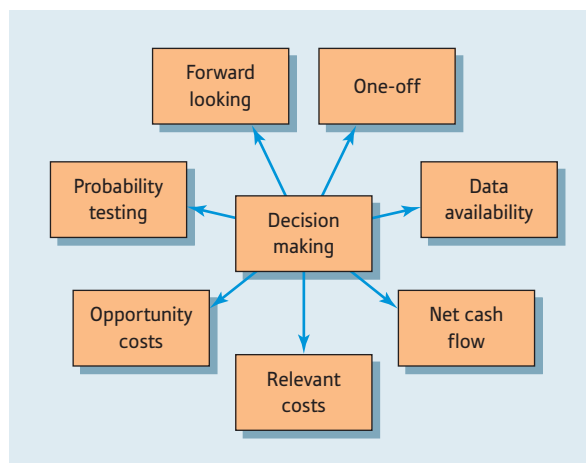 Forward
looking
One-off
Probability
testing
Decision
making
Data
availability
Opportunity
costs
Net cash
flow
Relevant
costs